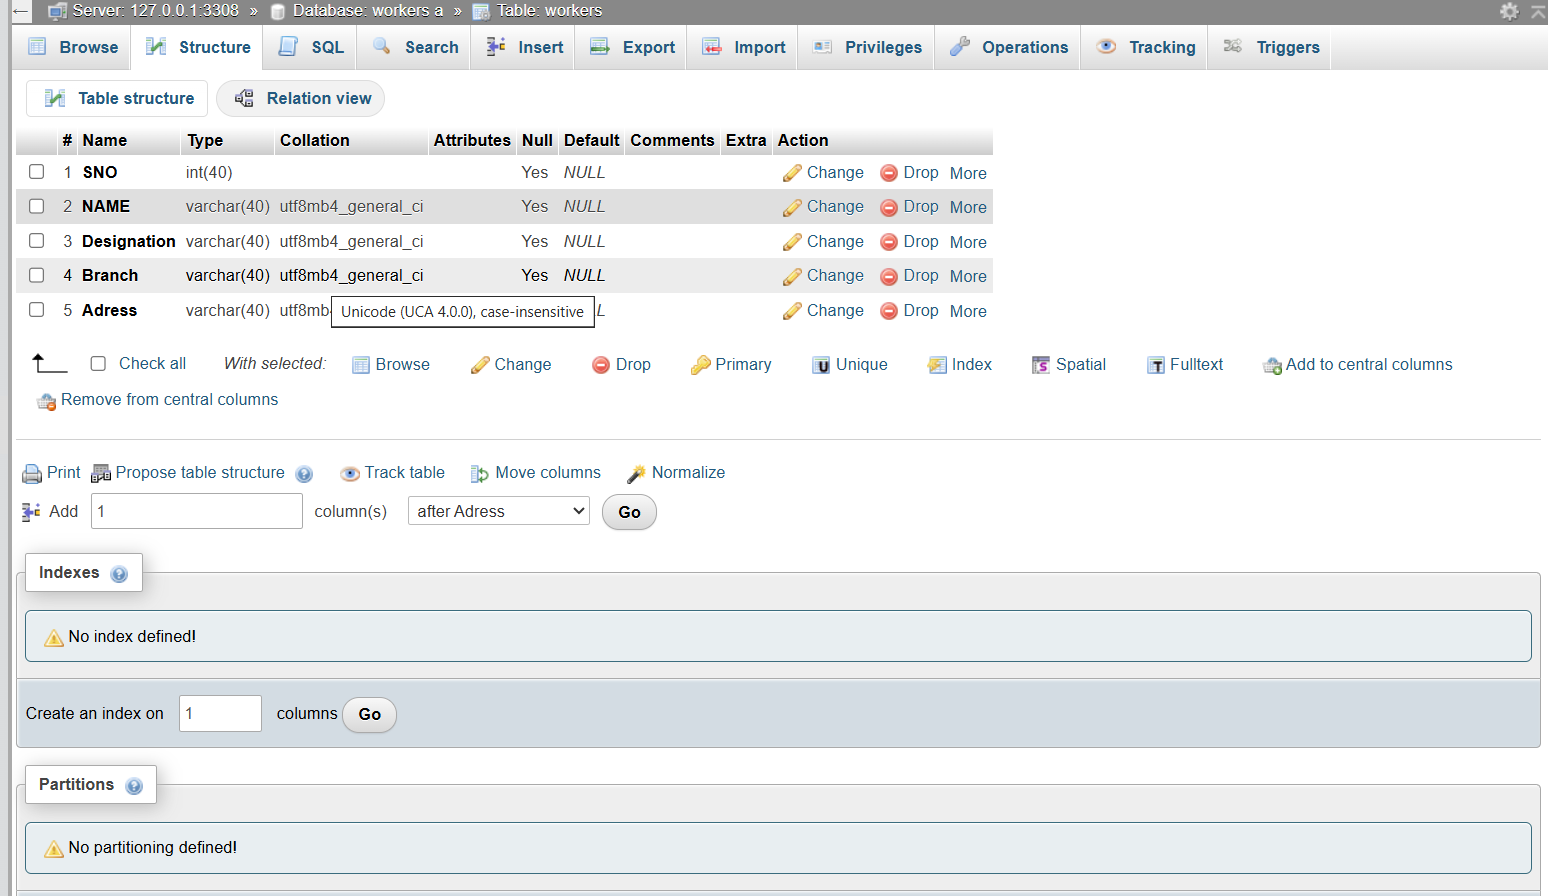 ← Server: 127.0.0.1:3308 » Database: workers a » Table: workers
Browse Structure SQL Search Insert Export Import Privileges Operations Tracking Triggers
Table structure Relation view
# Name Type Collation Attributes Null Default Comments Extra Action
1 SNO int(40) Yes NULL Change Drop More
2 NAME varchar(40) utf8mb4_general_ci Yes NULL Change Drop More
3 Designation varchar(40) utf8mb4_general_ci Yes NULL Change Drop More
4 Branch varchar(40) utf8mb4_general_ci Yes NULL Change Drop More
5 Adress varchar(40) utf8mb L Change Drop More
Unicode (UCA 4.0.0), case-insensitive
Check all With selected: Browse Change Drop Primary Unique Index Spatial Fulltext Add to central columns
Remove from central columns
Print Propose table structure Track table Move columns Normalize
Add 1 column(s) after Adress Go
Indexes
No index defined!
Create an index on 1 columns Go
Partitions
No partitioning defined!